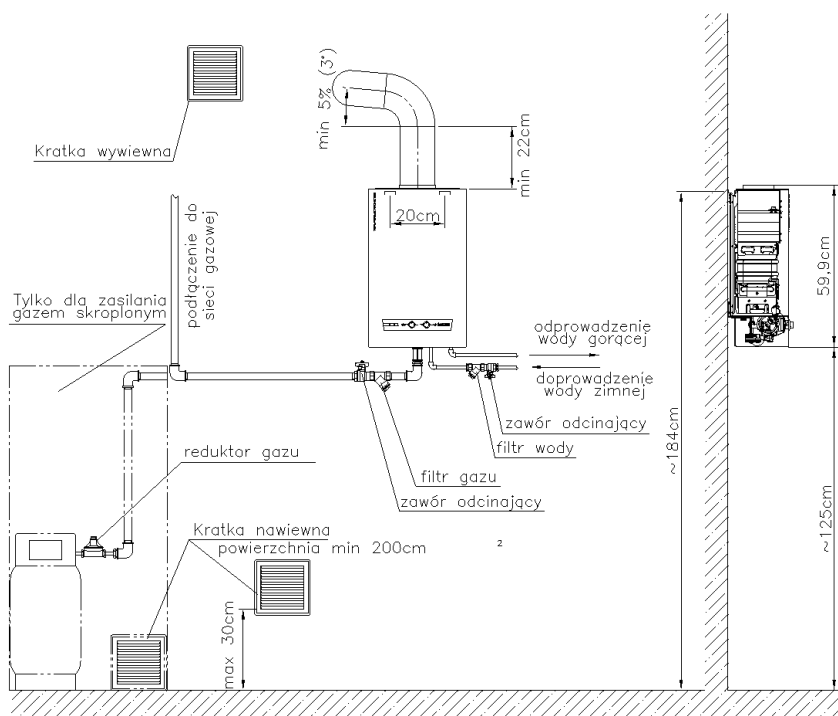 min 5% (3°)
min 22cm
Kratka wywiewna
20cm
podłączenie do
sieci gazowej
Tylko dla zasilania
gazem skroplonym
59,9cm
odprowadzenie
wody gorącej
doprowadzenie
wody zimnej
zawór odcinający
filtr wody
~184cm
reduktor gazu
filtr gazu
zawór odcinający
~125cm
Kratka nawiewna
powierzchnia min 200cm 2
max 30cm